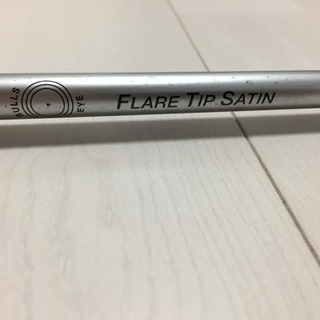 BULLS
EYE
FLARE TIP SATIN